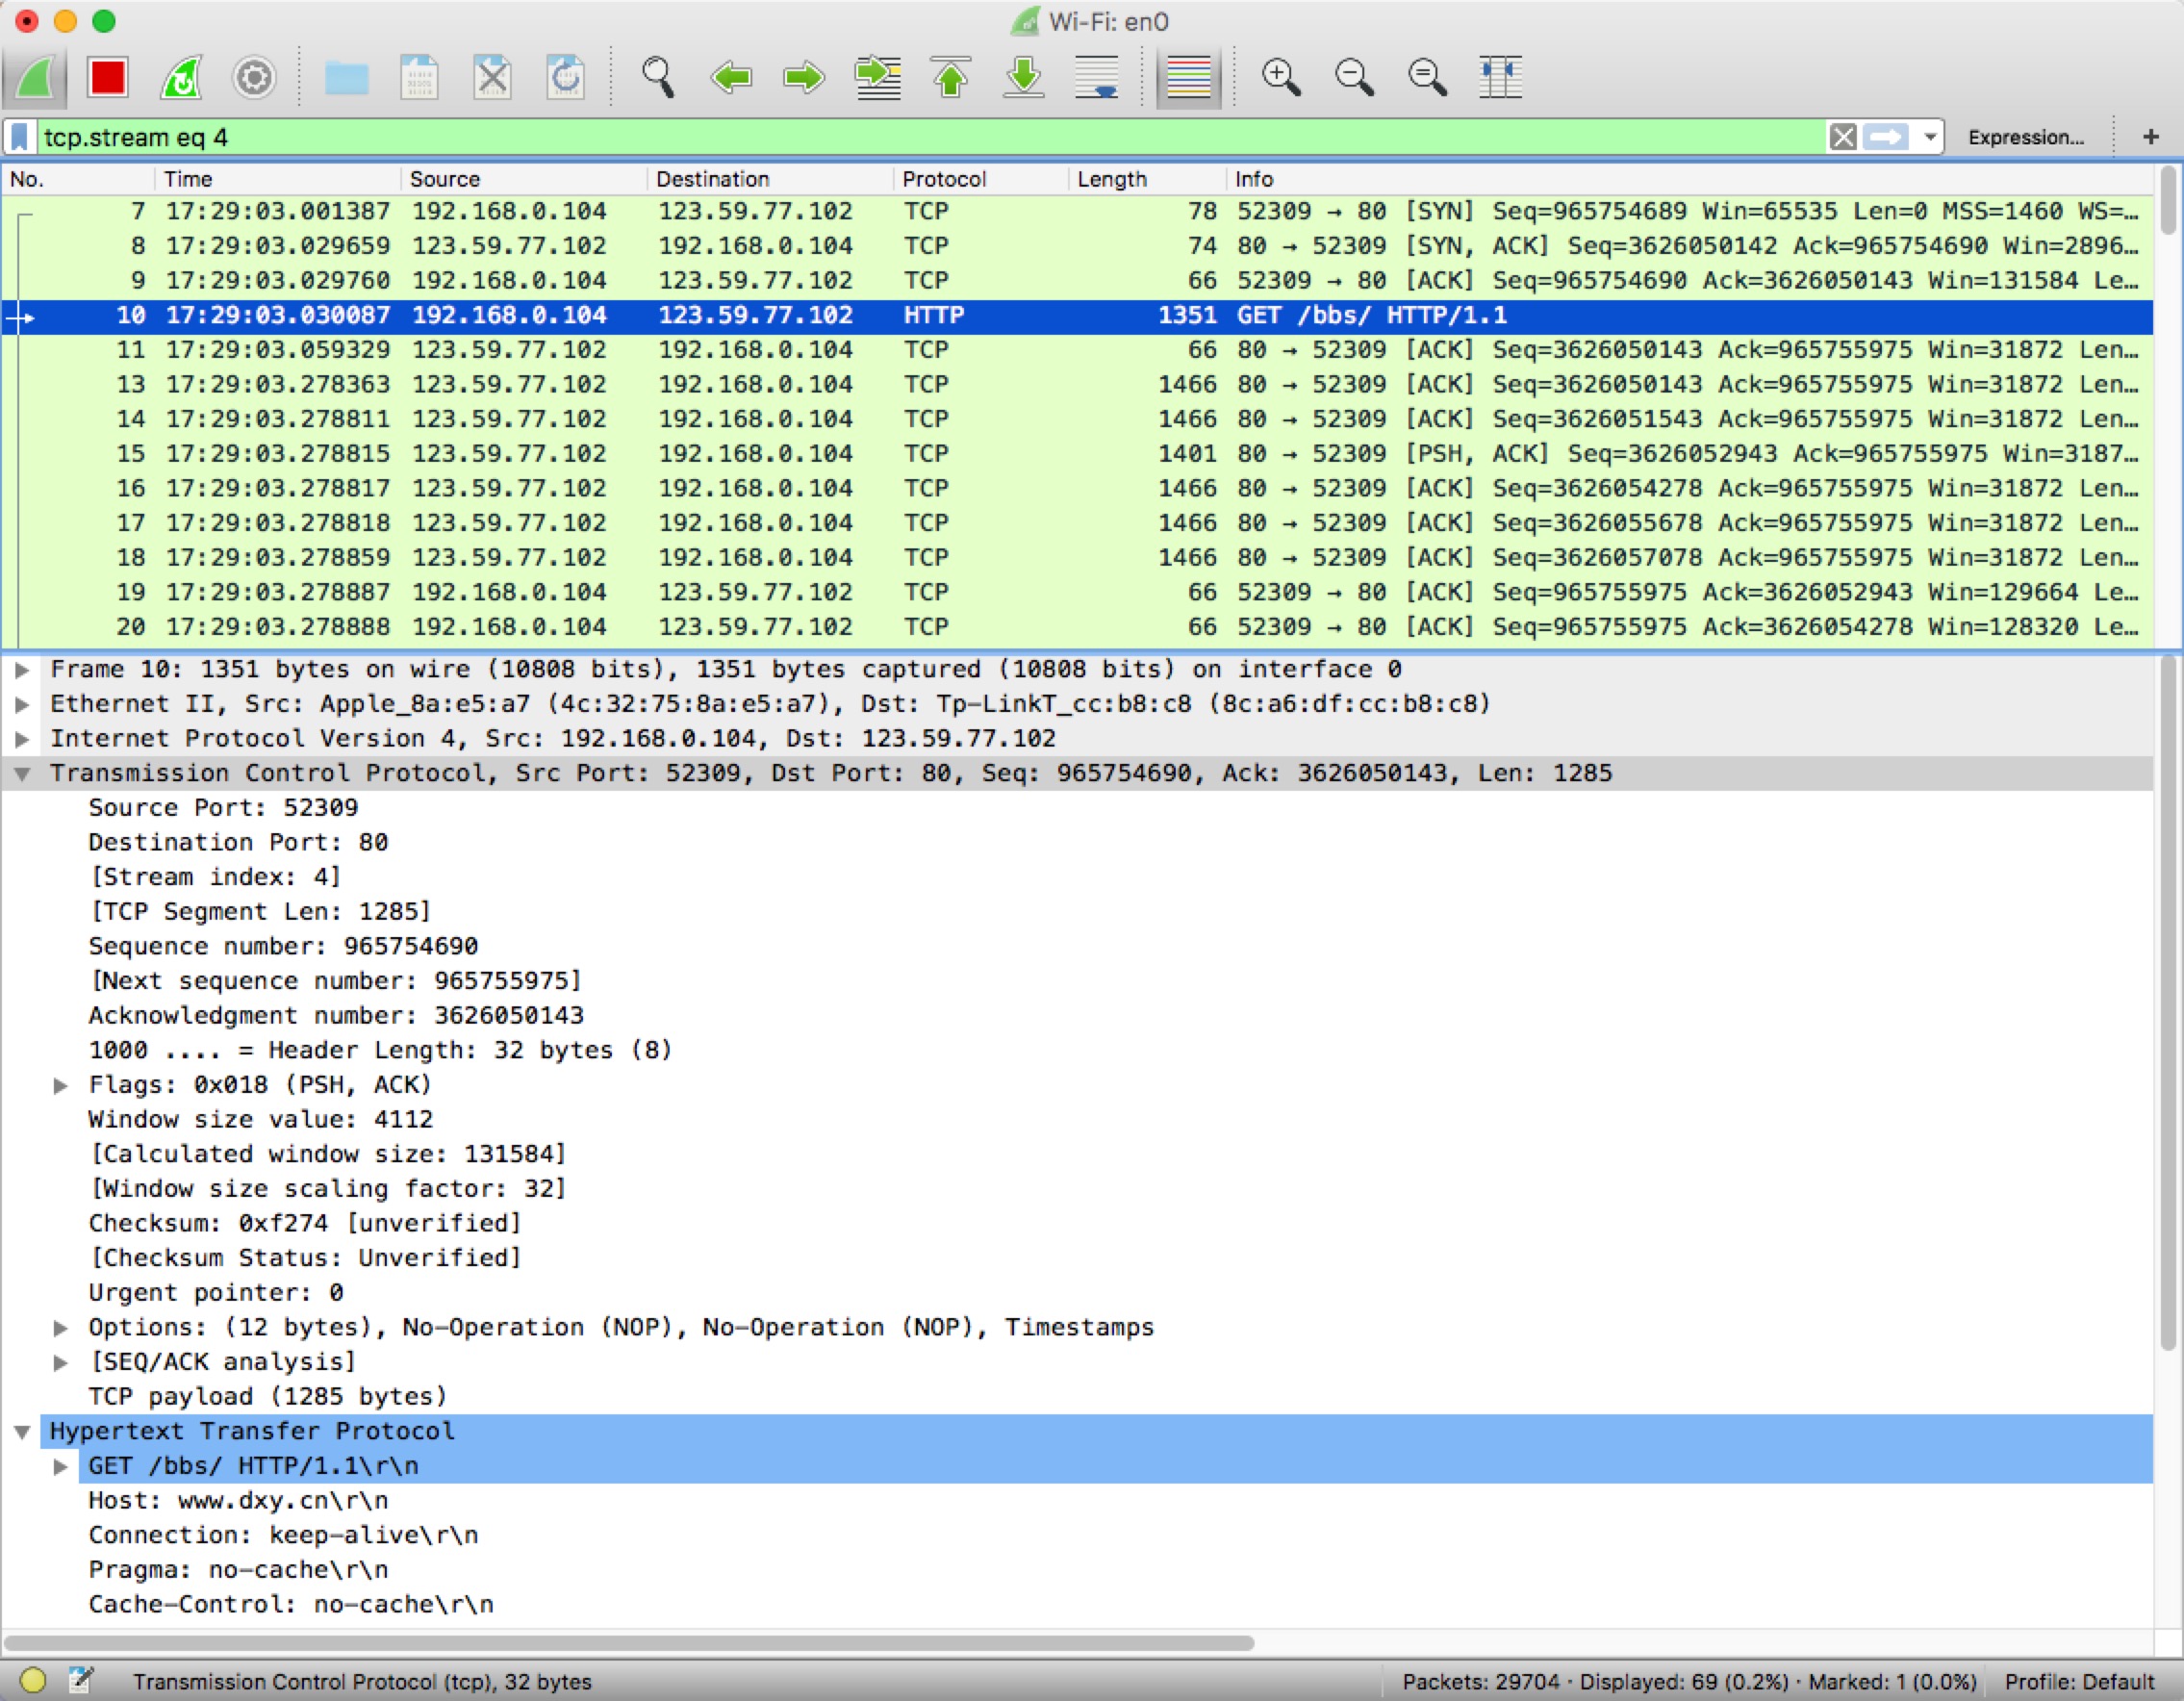 Wi-Fi: en0
tcp.stream eq 4 Expression... +
No. Time Source Destination Protocol Length Info
7 17:29:03.001387 192.168.0.104 123.59.77.102 TCP 78 52309 → 80 [SYN] Seq=965754689 Win=65535 Len=0 MSS=1460 WS=…
8 17:29:03.029659 123.59.77.102 192.168.0.104 TCP 74 80 → 52309 [SYN, ACK] Seq=3626050142 Ack=965754690 Win=2896…
9 17:29:03.029760 192.168.0.104 123.59.77.102 TCP 66 52309 → 80 [ACK] Seq=965754690 Ack=3626050143 Win=131584 Le…
10 17:29:03.030087 192.168.0.104 123.59.77.102 HTTP 1351 GET /bbs/ HTTP/1.1
11 17:29:03.059329 123.59.77.102 192.168.0.104 TCP 66 80 → 52309 [ACK] Seq=3626050143 Ack=965755975 Win=31872 Len…
13 17:29:03.278363 123.59.77.102 192.168.0.104 TCP 1466 80 → 52309 [ACK] Seq=3626050143 Ack=965755975 Win=31872 Len…
14 17:29:03.278811 123.59.77.102 192.168.0.104 TCP 1466 80 → 52309 [ACK] Seq=3626051543 Ack=965755975 Win=31872 Len…
15 17:29:03.278815 123.59.77.102 192.168.0.104 TCP 1401 80 → 52309 [PSH, ACK] Seq=3626052943 Ack=965755975 Win=3187…
16 17:29:03.278817 123.59.77.102 192.168.0.104 TCP 1466 80 → 52309 [ACK] Seq=3626054278 Ack=965755975 Win=31872 Len…
17 17:29:03.278818 123.59.77.102 192.168.0.104 TCP 1466 80 → 52309 [ACK] Seq=3626055678 Ack=965755975 Win=31872 Len…
18 17:29:03.278859 123.59.77.102 192.168.0.104 TCP 1466 80 → 52309 [ACK] Seq=3626057078 Ack=965755975 Win=31872 Len…
19 17:29:03.278887 192.168.0.104 123.59.77.102 TCP 66 52309 → 80 [ACK] Seq=965755975 Ack=3626052943 Win=129664 Le…
20 17:29:03.278888 192.168.0.104 123.59.77.102 TCP 66 52309 → 80 [ACK] Seq=965755975 Ack=3626054278 Win=128320 Le…
Frame 10: 1351 bytes on wire (10808 bits), 1351 bytes captured (10808 bits) on interface 0
Ethernet II, Src: Apple_8a:e5:a7 (4c:32:75:8a:e5:a7), Dst: Tp-LinkT_cc:b8:c8 (8c:a6:df:cc:b8:c8)
Internet Protocol Version 4, Src: 192.168.0.104, Dst: 123.59.77.102
Transmission Control Protocol, Src Port: 52309, Dst Port: 80, Seq: 965754690, Ack: 3626050143, Len: 1285
Source Port: 52309
Destination Port: 80
[Stream index: 4]
[TCP Segment Len: 1285]
Sequence number: 965754690
[Next sequence number: 965755975]
Acknowledgment number: 3626050143
1000 .... = Header Length: 32 bytes (8)
Flags: 0x018 (PSH, ACK)
Window size value: 4112
[Calculated window size: 131584]
[Window size scaling factor: 32]
Checksum: 0xf274 [unverified]
[Checksum Status: Unverified]
Urgent pointer: 0
Options: (12 bytes), No-Operation (NOP), No-Operation (NOP), Timestamps
[SEQ/ACK analysis]
TCP payload (1285 bytes)
Hypertext Transfer Protocol
GET /bbs/ HTTP/1.1\r\n
Host: www.dxy.cn\r\n
Connection: keep-alive\r\n
Pragma: no-cache\r\n
Cache-Control: no-cache\r\n
Transmission Control Protocol (tcp), 32 bytes Packets: 29704 · Displayed: 69 (0.2%) · Marked: 1 (0.0%) Profile: Default